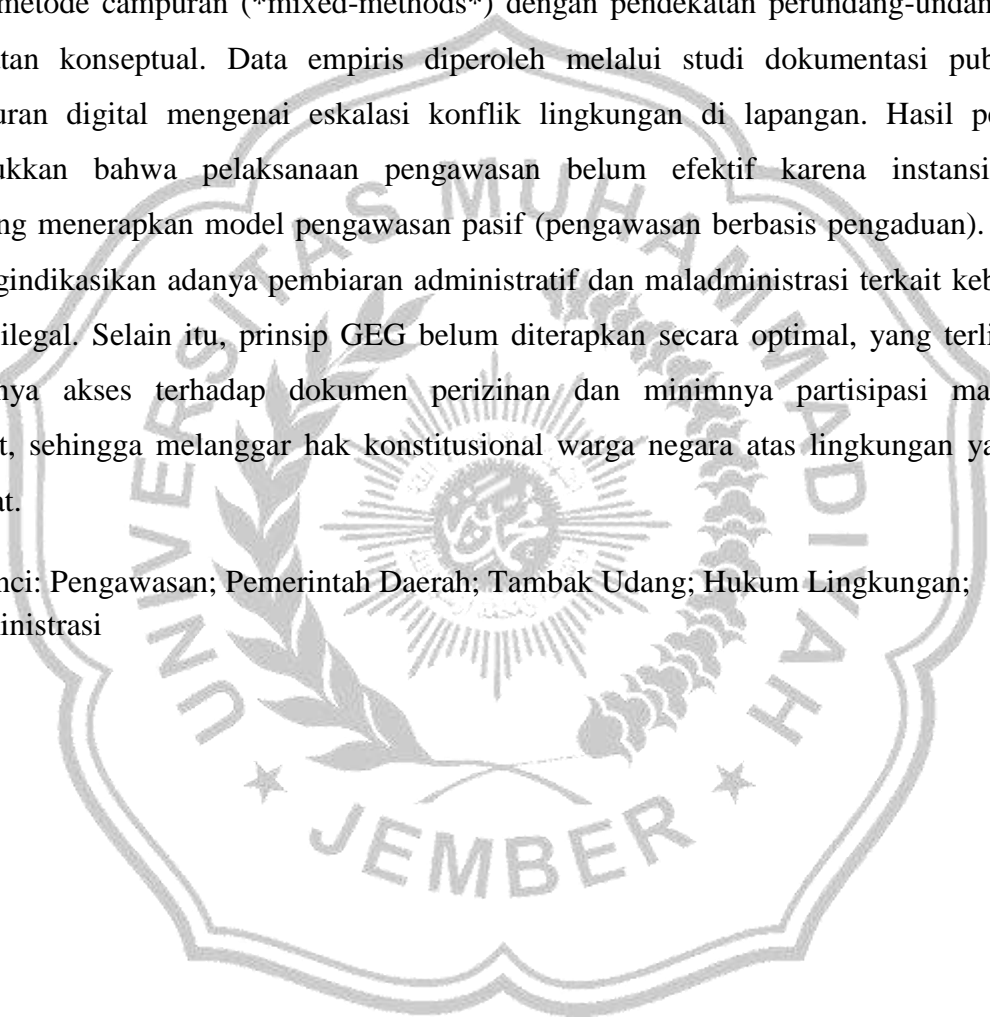 metode campuran (*mixed-methods*) dengan pendekatan perundang-undan
tan konseptual. Data empiris diperoleh melalui studi dokumentasi pub
uran digital mengenai eskalasi konflik lingkungan di lapangan. Hasil pe
ukkan bahwa pelaksanaan pengawasan belum efektif karena instansi
ng menerapkan model pengawasan pasif (pengawasan berbasis pengaduan).
gindikasikan adanya pembiaran administratif dan maladministrasi terkait keb
ilegal. Selain itu, prinsip GEG belum diterapkan secara optimal, yang terli
nya akses terhadap dokumen perizinan dan minimnya partisipasi ma
t, sehingga melanggar hak konstitusional warga negara atas lingkungan ya
at.
nci: Pengawasan; Pemerintah Daerah; Tambak Udang; Hukum Lingkungan;
inistrasi
UNIVERSITAS MUHAMMADIYAH
JEMBER